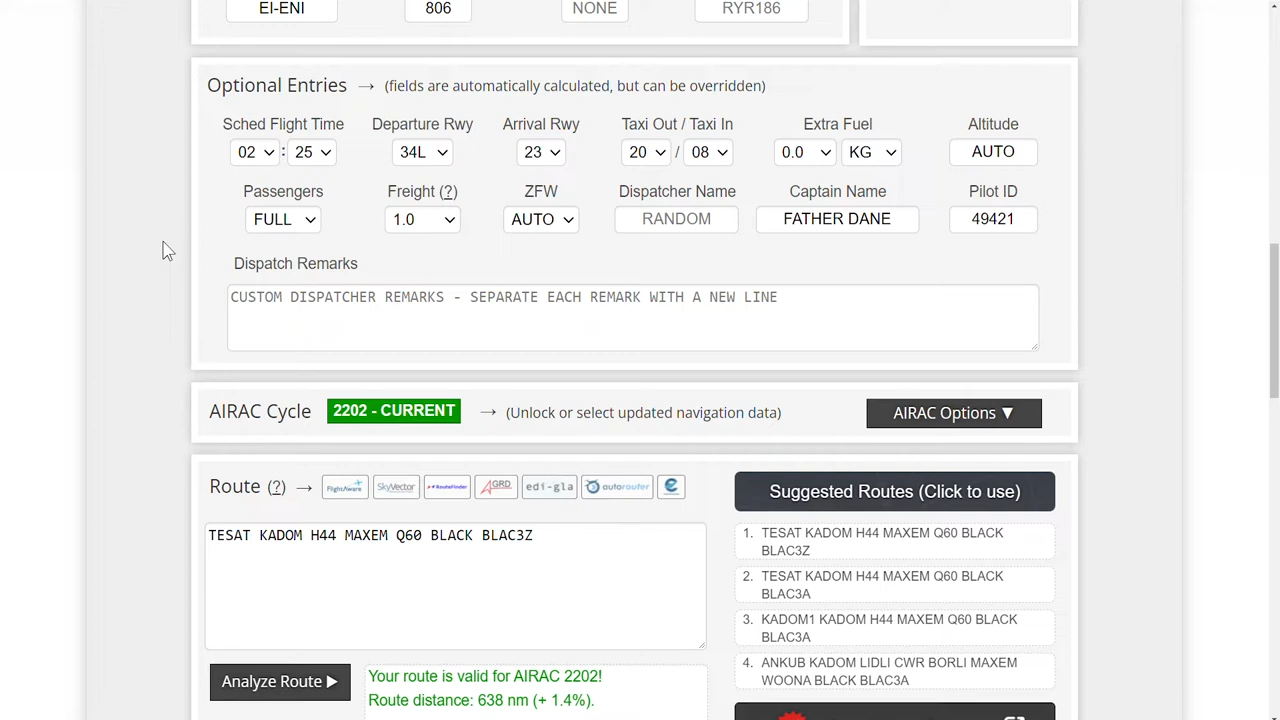 EI-ENI 806 NONE RYR186
Optional Entries → (fields are automatically calculated, but can be overridden)
Sched Flight Time Departure Rwy Arrival Rwy Taxi Out / Taxi In Extra Fuel Altitude
02 : 25 34L 23 20 / 08 0.0 KG AUTO
Passengers Freight (?) ZFW Dispatcher Name Captain Name Pilot ID
FULL 1.0 AUTO RANDOM FATHER DANE 49421
Dispatch Remarks
CUSTOM DISPATCHER REMARKS - SEPARATE EACH REMARK WITH A NEW LINE
AIRAC Cycle 2202 - CURRENT → (Unlock or select updated navigation data) AIRAC Options ▼
Route (?) → FlightAware SkyVector RouteFinder GRD edi-gla autorouter
TESAT KADOM H44 MAXEM Q60 BLACK BLAC3Z
Analyze Route ▶
Your route is valid for AIRAC 2202!
Route distance: 638 nm (+ 1.4%).
Suggested Routes (Click to use)
1. TESAT KADOM H44 MAXEM Q60 BLACK
BLAC3Z
2. TESAT KADOM H44 MAXEM Q60 BLACK
BLAC3A
3. KADOM1 KADOM H44 MAXEM Q60 BLACK
BLAC3A
4. ANKUB KADOM LIDLI CWR BORLI MAXEM
WOONA BLACK BLAC3A